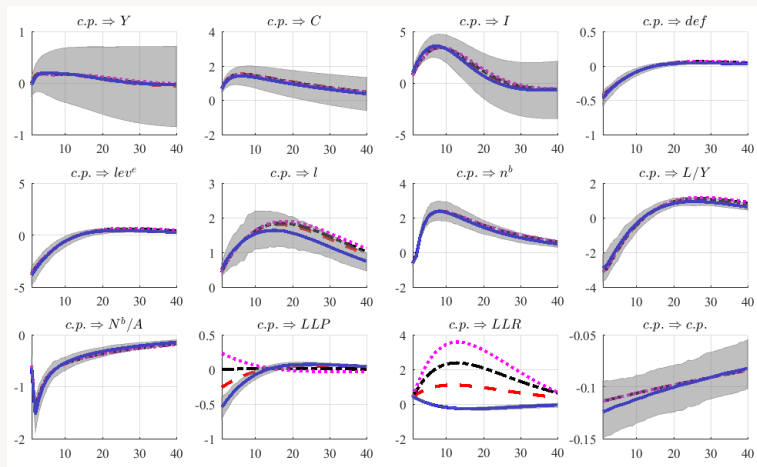 c.p. ⇒ Y
c.p. ⇒ C
c.p. ⇒ I
c.p. ⇒ def
1
0
-1
10 20 30 40
4
2
0
-2
10 20 30 40
5
0
-5
10 20 30 40
0.5
0
-0.5
-1
10 20 30 40
c.p. ⇒ lev^e
c.p. ⇒ l
c.p. ⇒ n^b
c.p. ⇒ L/Y
5
0
-5
10 20 30 40
3
2
1
0
10 20 30 40
4
2
0
-2
10 20 30 40
2
0
-2
-4
10 20 30 40
c.p. ⇒ N^b/A
c.p. ⇒ LLP
c.p. ⇒ LLR
c.p. ⇒ c.p.
0
-1
-2
10 20 30 40
0.5
0
-0.5
-1
10 20 30 40
4
2
0
-2
10 20 30 40
-0.05
-0.1
-0.15
10 20 30 40